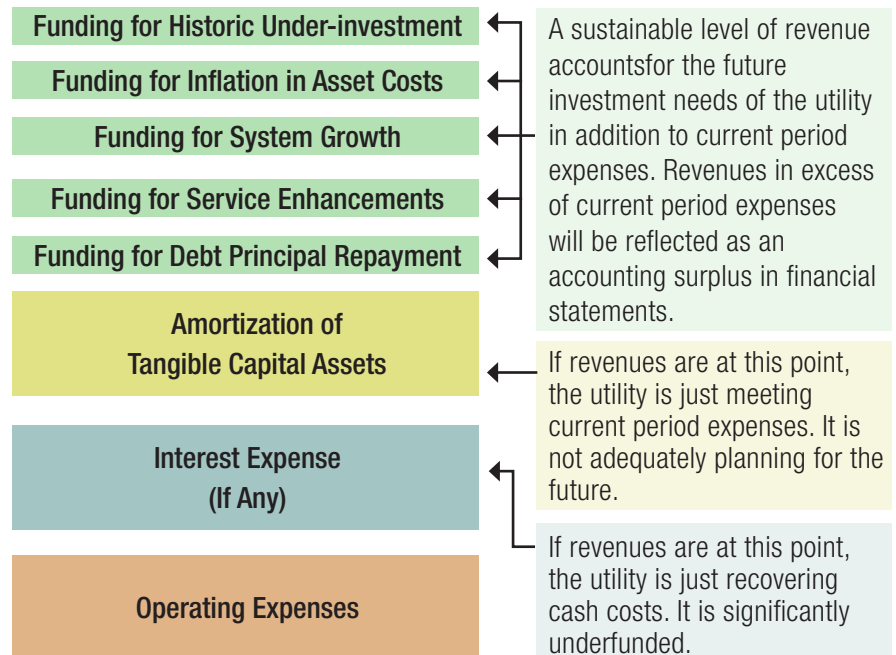 Funding for Historic Under-investment
Funding for Inflation in Asset Costs
Funding for System Growth
Funding for Service Enhancements
Funding for Debt Principal Repayment
Amortization of
Tangible Capital Assets
Interest Expense
(If Any)
Operating Expenses
A sustainable level of revenue
accountsfor the future
investment needs of the utility
in addition to current period
expenses. Revenues in excess
of current period expenses
will be reflected as an
accounting surplus in financial
statements.
If revenues are at this point,
the utility is just meeting
current period expenses. It is
not adequately planning for the
future.
If revenues are at this point,
the utility is just recovering
cash costs. It is significantly
underfunded.